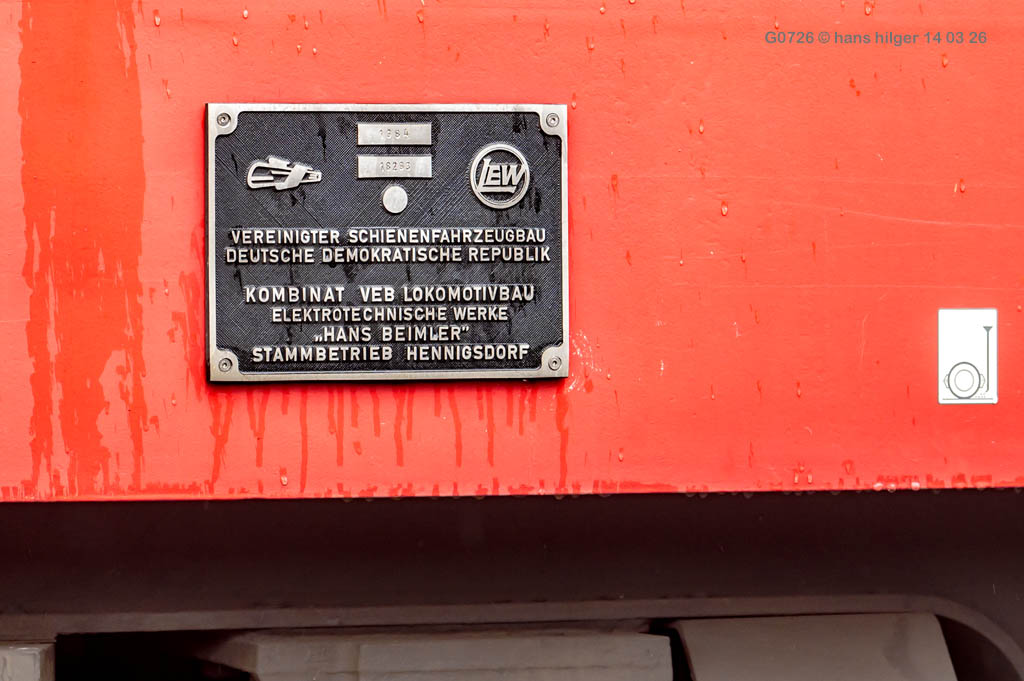 G0726 © hans hilger 14 03 26
1984
LEW
VEREINIGTER SCHIENENFAHRZEUGBAU
DEUTSCHE DEMOKRATISCHE REPUBLIK
KOMBINAT VEB LOKOMOTIVBAU
ELEKTROTECHNISCHE WERKE
„HANS BEIMLER”
STAMMBETRIEB HENNIGSDORF